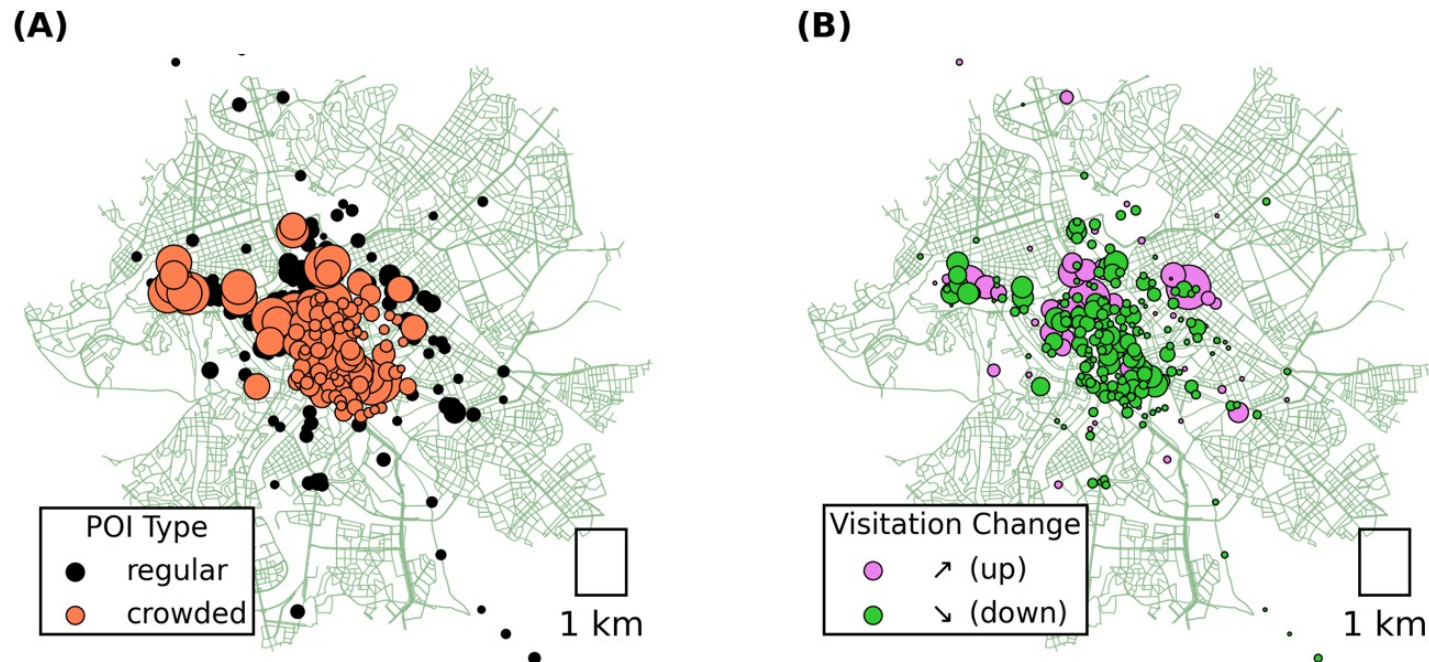 (A)
POI Type
regular
crowded
1 km
(B)
Visitation Change
↗ (up)
↘ (down)
1 km